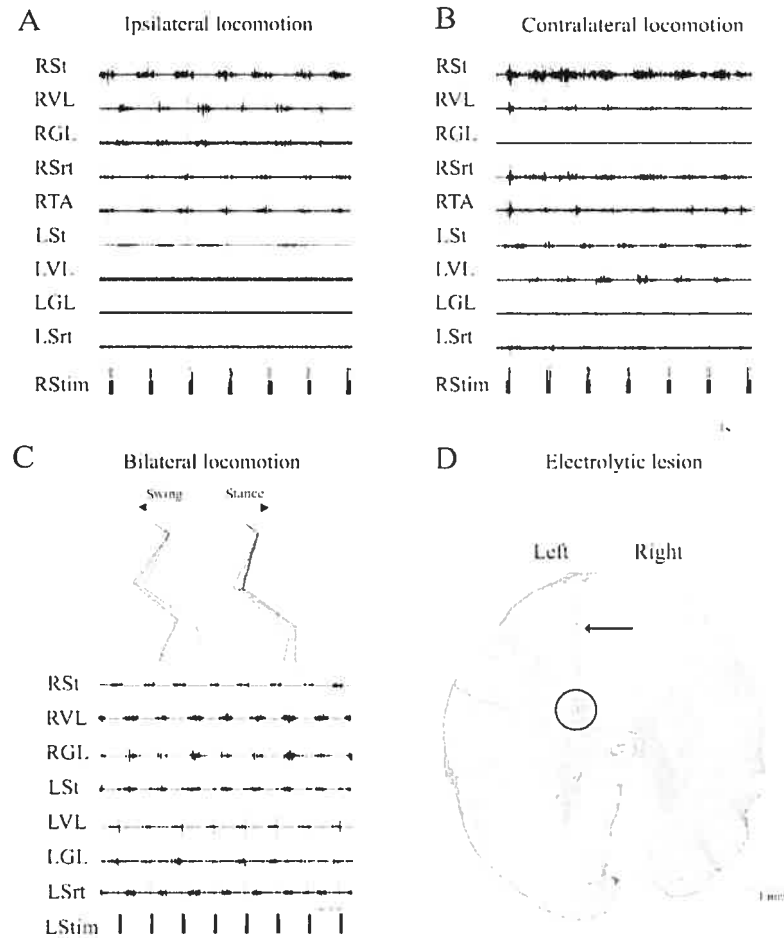 A
Ipsilateral locomotion
RSt
RVL
RGL
RSrt
RTA
LSt
LVL
LGL
LSrt
RStim
B
Contralateral locomotion
RSt
RVL
RGL
RSrt
RTA
LSt
LVL
LGL
LSrt
RStim
C
Bilateral locomotion
Swing
Stance
RSt
RVL
RGL
LSt
LVL
LGL
LSrt
LStim
D
Electrolytic lesion
Left
Right